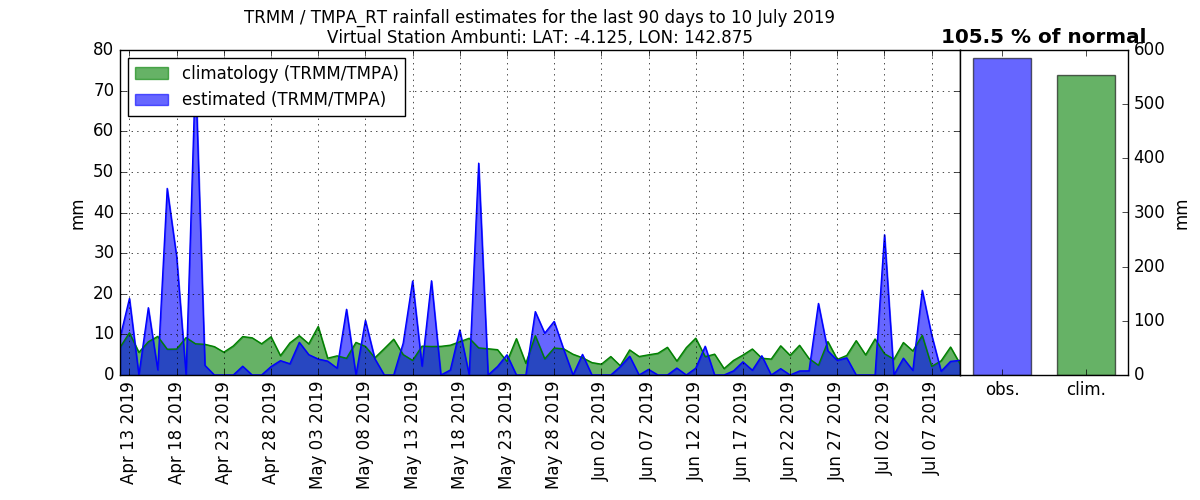 TRMM / TMPA_RT rainfall estimates for the last 90 days to 10 July 2019
Virtual Station Ambunti: LAT: -4.125, LON: 142.875
105.5 % of normal
climatology (TRMM/TMPA)
estimated (TRMM/TMPA)
80
70
60
50
40
30
20
10
0
mm
600
500
400
300
200
100
0
mm
Apr 13 2019
Apr 18 2019
Apr 23 2019
Apr 28 2019
May 03 2019
May 08 2019
May 13 2019
May 18 2019
May 23 2019
May 28 2019
Jun 02 2019
Jun 07 2019
Jun 12 2019
Jun 17 2019
Jun 22 2019
Jun 27 2019
Jul 02 2019
Jul 07 2019
obs.
clim.